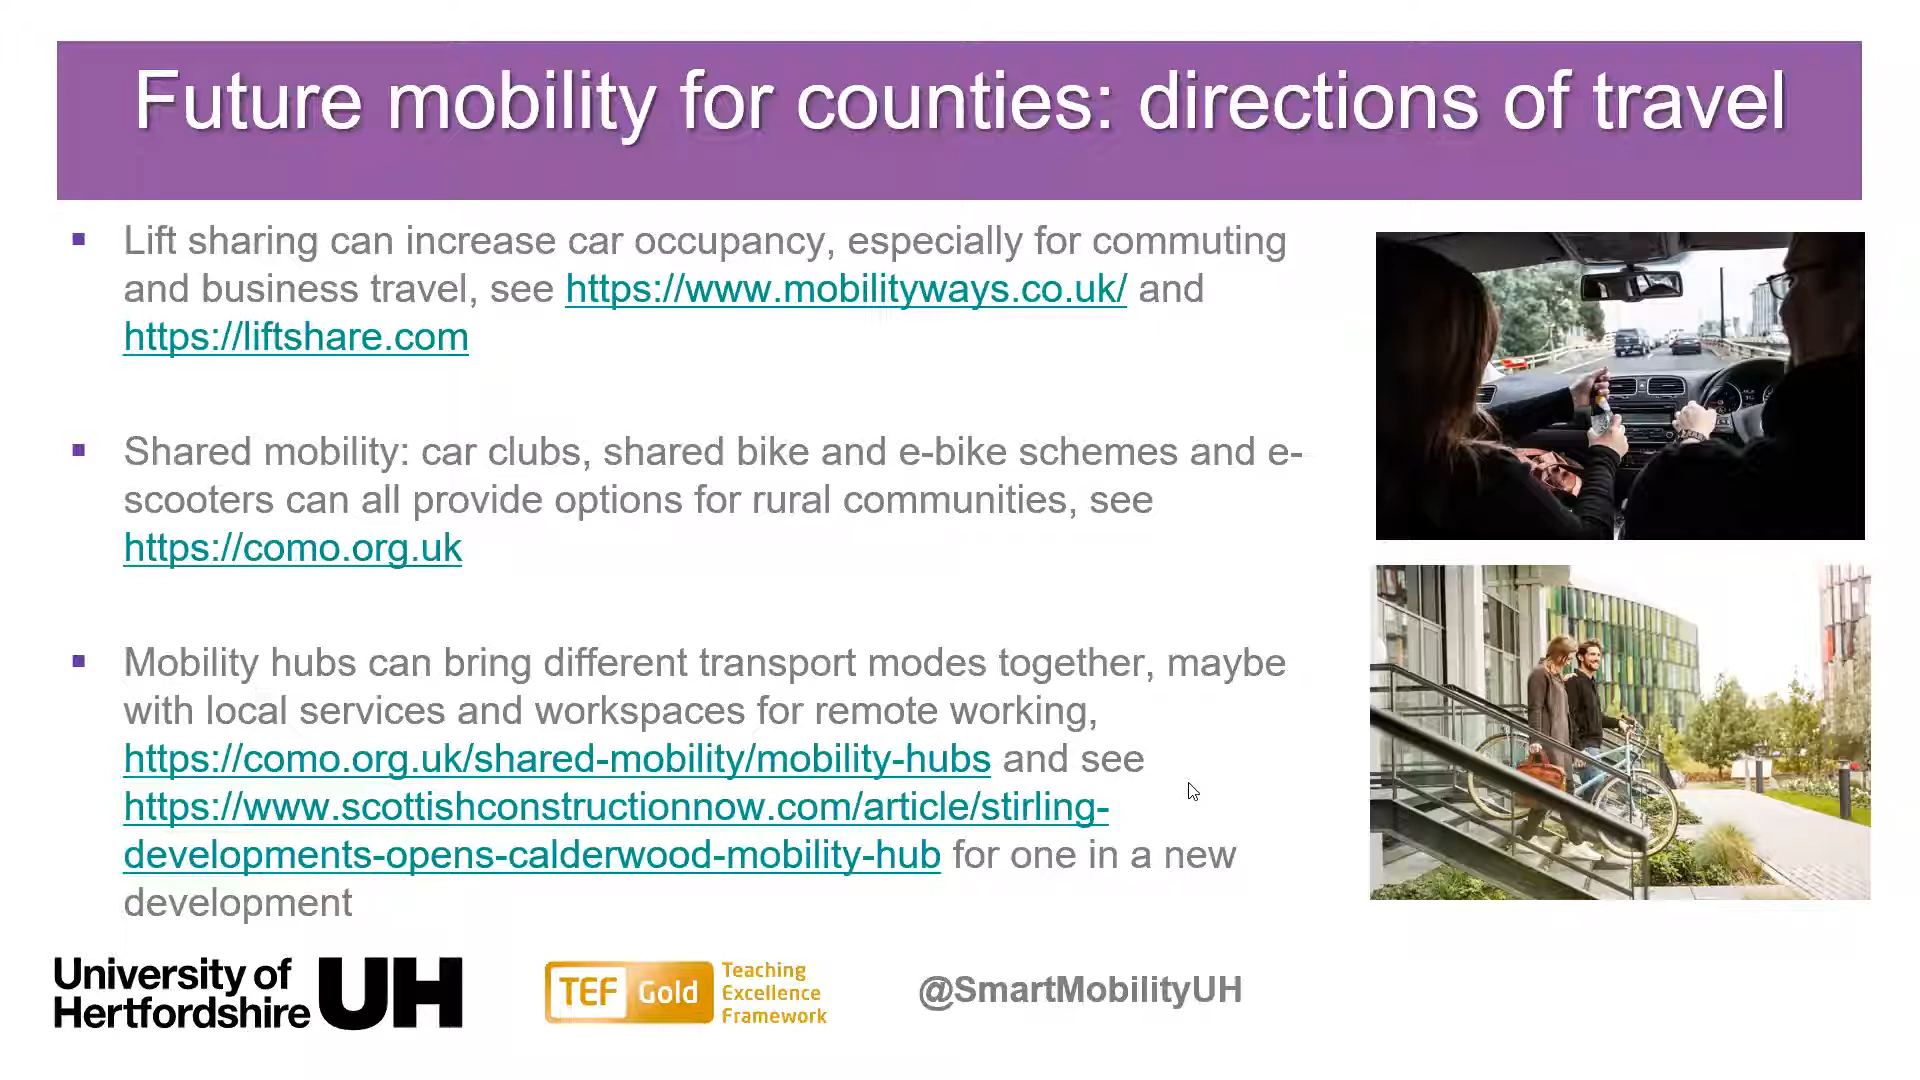 Future mobility for counties: directions of travel
Lift sharing can increase car occupancy, especially for commuting
and business travel, see https://www.mobilityways.co.uk/ and
https://liftshare.com
Shared mobility: car clubs, shared bike and e-bike schemes and e-
scooters can all provide options for rural communities, see
https://como.org.uk
Mobility hubs can bring different transport modes together, maybe
with local services and workspaces for remote working,
https://como.org.uk/shared-mobility/mobility-hubs and see
https://www.scottishconstructionnow.com/article/stirling-
developments-opens-calderwood-mobility-hub for one in a new
development
University of
Hertfordshire UH
TEF Gold
Teaching
Excellence
Framework
@SmartMobilityUH